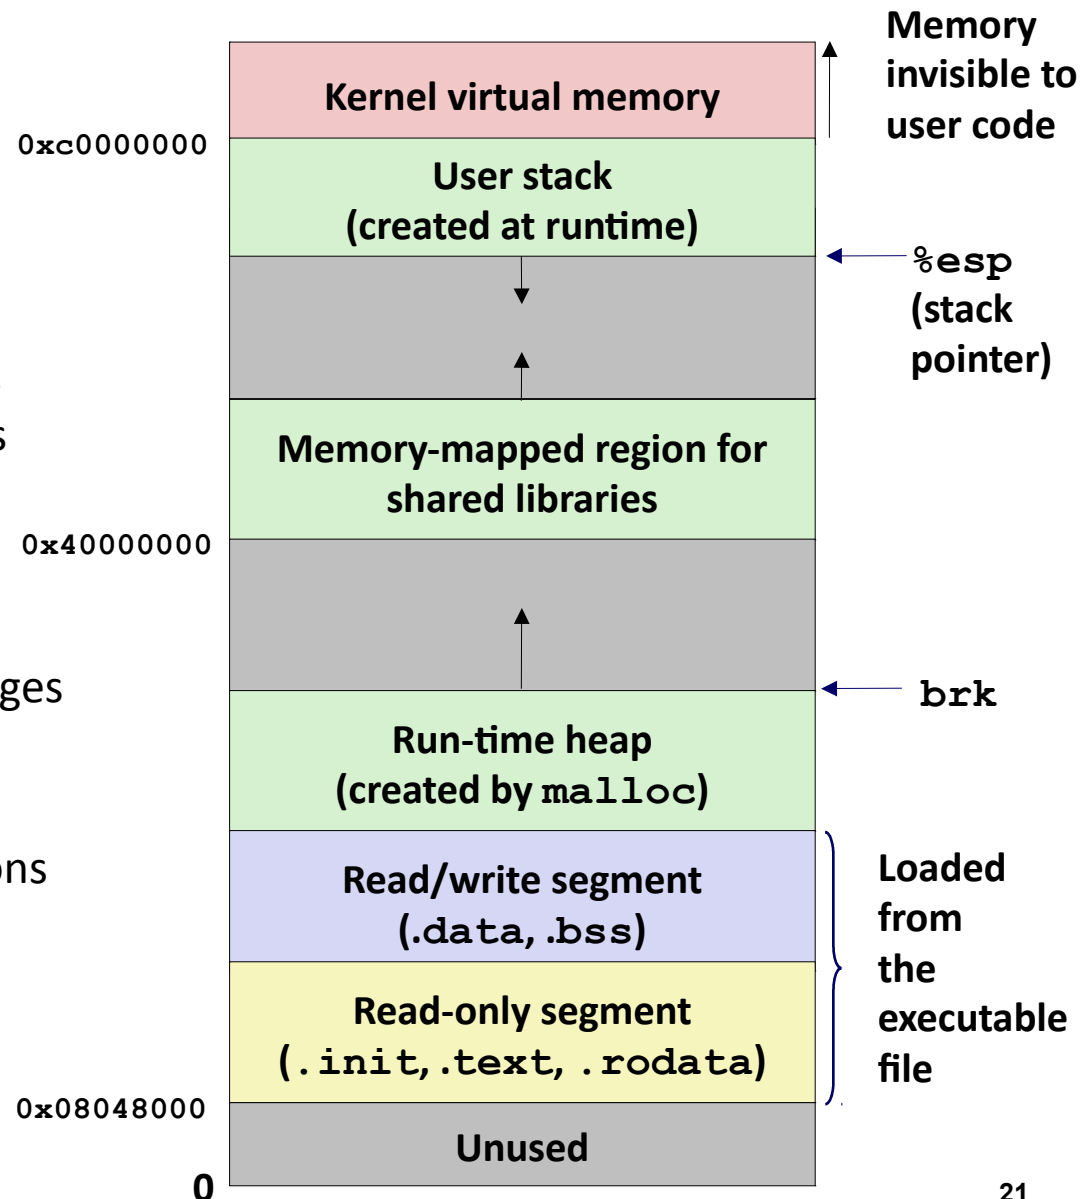 Memory
invisible to
user code
Kernel virtual memory
0xc0000000
User stack
(created at runtime)
%esp
(stack
pointer)
s
Memory-mapped region for
shared libraries
0x40000000
ges
brk
Run-time heap
(created by malloc)
ons
Read/write segment
(.data, .bss)
Loaded
from
the
executable
file
Read-only segment
(.init, .text, .rodata)
0x08048000
Unused
0
21